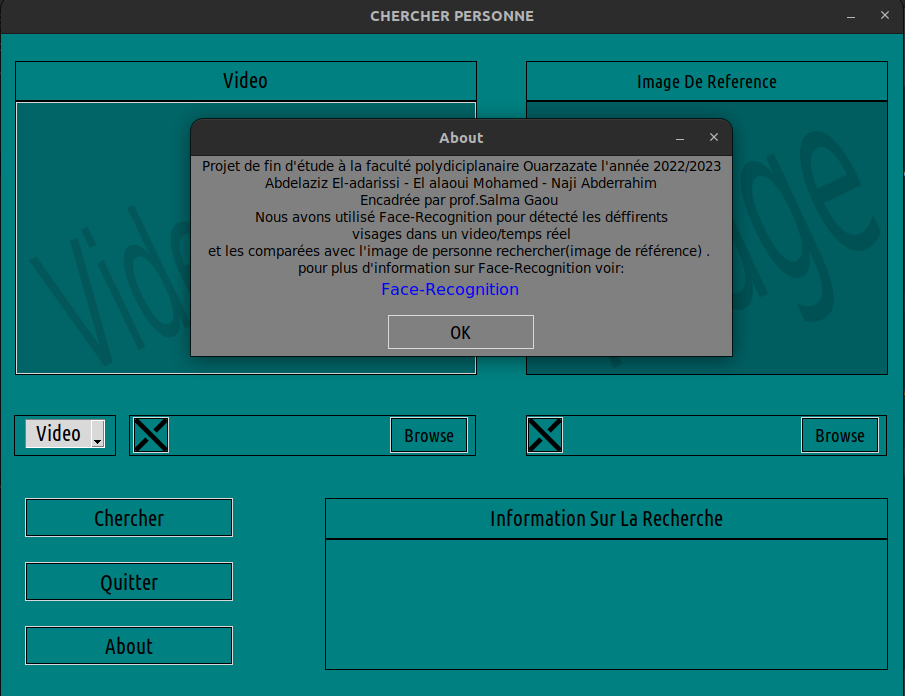 CHERCHER PERSONNE
Video
Image De Reference
About
Projet de fin d'étude à la faculté polydiciplanaire Ouarzazate l'année 2022/2023
Abdelaziz El-adarissi - El alaoui Mohamed - Naji Abderrahim
Encadrée par prof.Salma Gaou
Nous avons utilisé Face-Recognition pour détecté les déffirents
visages dans un video/temps réel
et les comparées avec l'image de personne rechercher(image de référence) .
pour plus d'information sur Face-Recognition voir:
Face-Recognition
OK
Video
Browse
Browse
Chercher
Information Sur La Recherche
Quitter
About